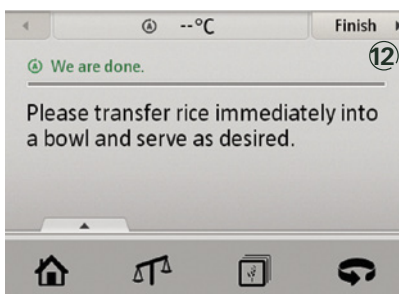 --°C
Finish
⑫
We are done.
Please transfer rice immediately into
a bowl and serve as desired.